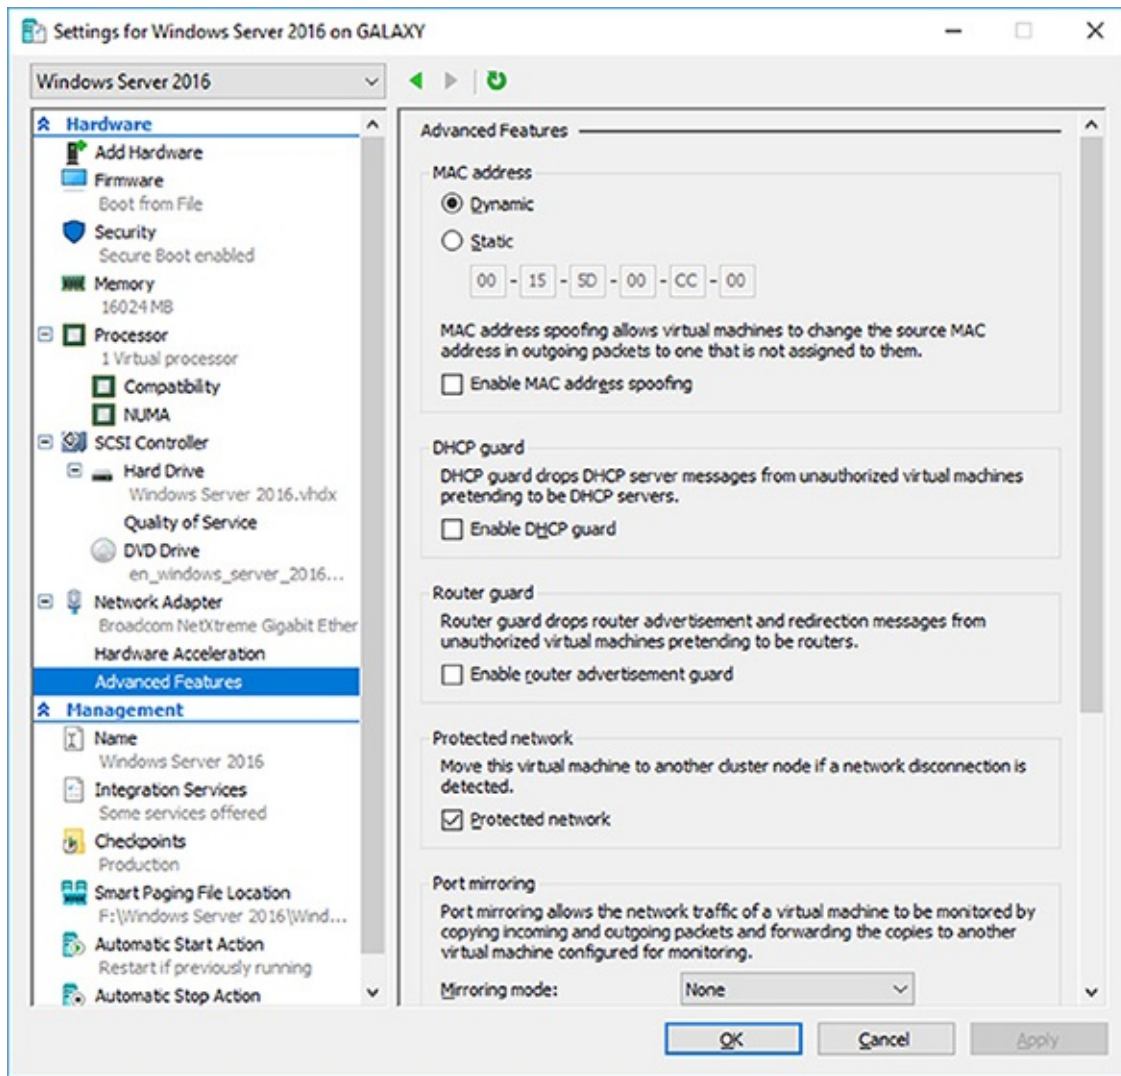 Settings for Windows Server 2016 on GALAXY
Windows Server 2016
Hardware
Add Hardware
Firmware
Boot from File
Security
Secure Boot enabled
Memory
16024 MB
Processor
1 Virtual processor
Compatibility
NUMA
SCSI Controller
Hard Drive
Windows Server 2016.vhdx
Quality of Service
DVD Drive
en_windows_server_2016...
Network Adapter
Broadcom NetXtreme Gigabit Ether
Hardware Acceleration
Advanced Features
Management
Name
Windows Server 2016
Integration Services
Some services offered
Checkpoints
Production
Smart Paging File Location
F:\Windows Server 2016\Wind...
Automatic Start Action
Restart if previously running
Automatic Stop Action
Advanced Features
MAC address
Dynamic
Static
00 - 15 - 5D - 00 - CC - 00
MAC address spoofing allows virtual machines to change the source MAC
address in outgoing packets to one that is not assigned to them.
Enable MAC address spoofing
DHCP guard
DHCP guard drops DHCP server messages from unauthorized virtual machines
pretending to be DHCP servers.
Enable DHCP guard
Router guard
Router guard drops router advertisement and redirection messages from
unauthorized virtual machines pretending to be routers.
Enable router advertisement guard
Protected network
Move this virtual machine to another cluster node if a network disconnection is
detected.
Protected network
Port mirroring
Port mirroring allows the network traffic of a virtual machine to be monitored by
copying incoming and outgoing packets and forwarding the copies to another
virtual machine configured for monitoring.
Mirroring mode: None
OK Cancel Apply